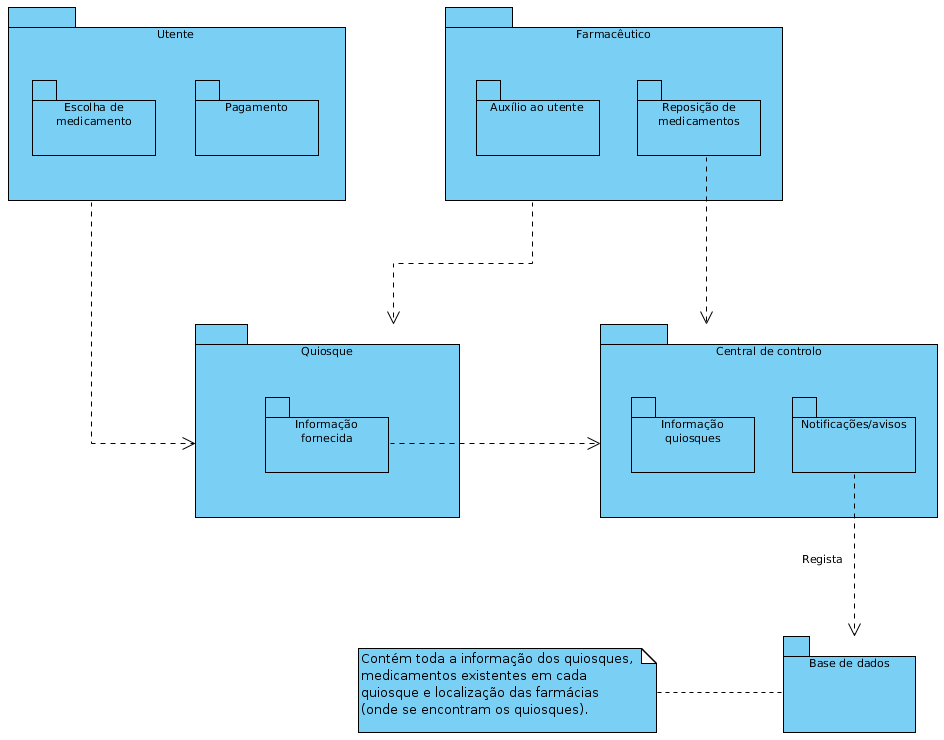 Utente
Escolha de
medicamento
Pagamento
Farmacêutico
Auxílio ao utente
Reposição de
medicamentos
Quiosque
Informação
fornecida
Central de controlo
Informação
quiosques
Notificações/avisos
Regista
Base de dados
Contém toda a informação dos quiosques,
medicamentos existentes em cada
quiosque e localização das farmácias
(onde se encontram os quiosques).